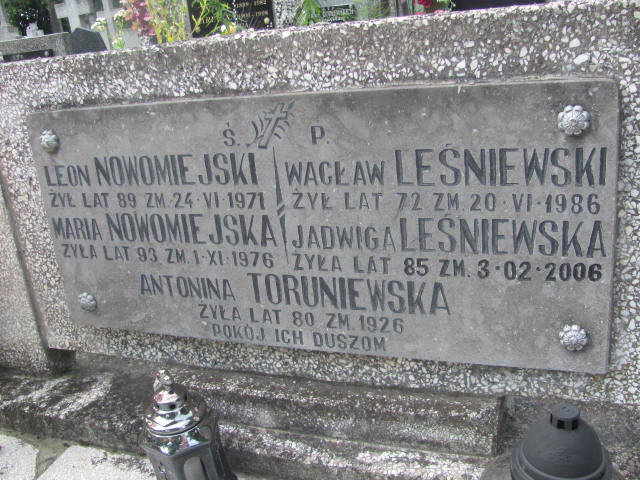 Ś. P.
LEON NOWOMIEJSKI
ŻYŁ LAT 89 ZM. 24·VI·1971
MARIA NOWOMIEJSKA
ŻYŁA LAT 93 ZM. 1·XI·1976
WACŁAW LEŚNIEWSKI
ŻYŁ LAT 72 ZM. 20·VI·1986
JADWIGA LEŚNIEWSKA
ŻYŁA LAT 85 ZM. 3·02·2006
ANTONINA TORUNIEWSKA
ŻYŁA LAT 80 ZM. 1926
POKÓJ ICH DUSZOM